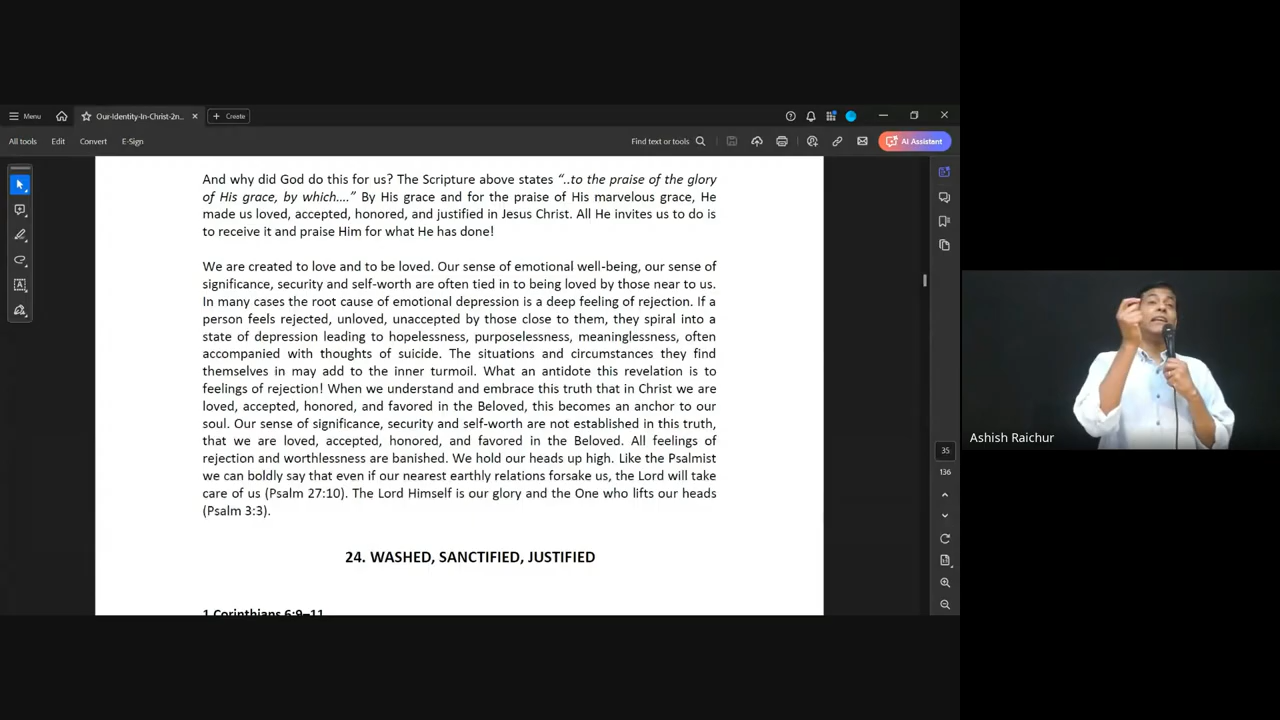 Menu
Our-Identity-In-Christ-2n...
Create
All tools
Edit
Convert
E-Sign
Find text or tools
AI Assistant
And why did God do this for us? The Scripture above states “..to the praise of the glory
of His grace, by which....” By His grace and for the praise of His marvelous grace, He
made us loved, accepted, honored, and justified in Jesus Christ. All He invites us to do is
to receive it and praise Him for what He has done!
We are created to love and to be loved. Our sense of emotional well-being, our sense of
significance, security and self-worth are often tied in to being loved by those near to us.
In many cases the root cause of emotional depression is a deep feeling of rejection. If a
person feels rejected, unloved, unaccepted by those close to them, they spiral into a
state of depression leading to hopelessness, purposelessness, meaninglessness, often
accompanied with thoughts of suicide. The situations and circumstances they find
themselves in may add to the inner turmoil. What an antidote this revelation is to
feelings of rejection! When we understand and embrace this truth that in Christ we are
loved, accepted, honored, and favored in the Beloved, this becomes an anchor to our
soul. Our sense of significance, security and self-worth are not established in this truth,
that we are loved, accepted, honored, and favored in the Beloved. All feelings of
rejection and worthlessness are banished. We hold our heads up high. Like the Psalmist
we can boldly say that even if our nearest earthly relations forsake us, the Lord will take
care of us (Psalm 27:10). The Lord Himself is our glory and the One who lifts our heads
(Psalm 3:3).
24. WASHED, SANCTIFIED, JUSTIFIED
1 Corinthians 6:9–11
35
136
Ashish Raichur